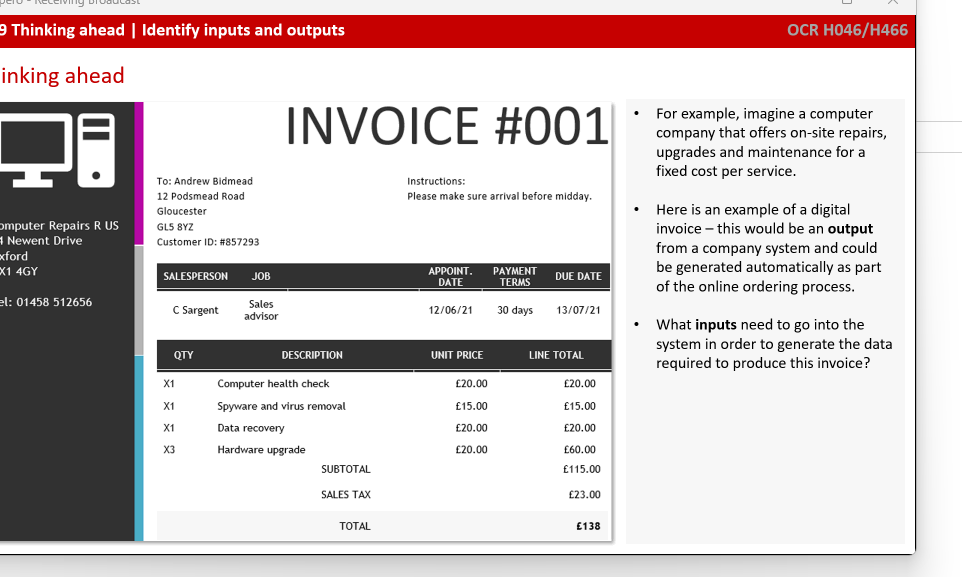 Receiving Broadcast
9 Thinking ahead | Identify inputs and outputs
OCR H046/H466
inking ahead
INVOICE #001
To: Andrew Bidmead
12 Podsmead Road
Gloucester
GL5 8YZ
Customer ID: #857293
Instructions:
Please make sure arrival before midday.
omputer Repairs R US
4 Newent Drive
xford
X1 4GY
el: 01458 512656
SALESPERSON JOB APPOINT. DATE PAYMENT TERMS DUE DATE
C Sargent Sales advisor 12/06/21 30 days 13/07/21
QTY DESCRIPTION UNIT PRICE LINE TOTAL
X1 Computer health check £20.00 £20.00
X1 Spyware and virus removal £15.00 £15.00
X1 Data recovery £20.00 £20.00
X3 Hardware upgrade £20.00 £60.00
SUBTOTAL £115.00
SALES TAX £23.00
TOTAL £138
• For example, imagine a computer
company that offers on-site repairs,
upgrades and maintenance for a
fixed cost per service.
• Here is an example of a digital
invoice – this would be an output
from a company system and could
be generated automatically as part
of the online ordering process.
• What inputs need to go into the
system in order to generate the data
required to produce this invoice?